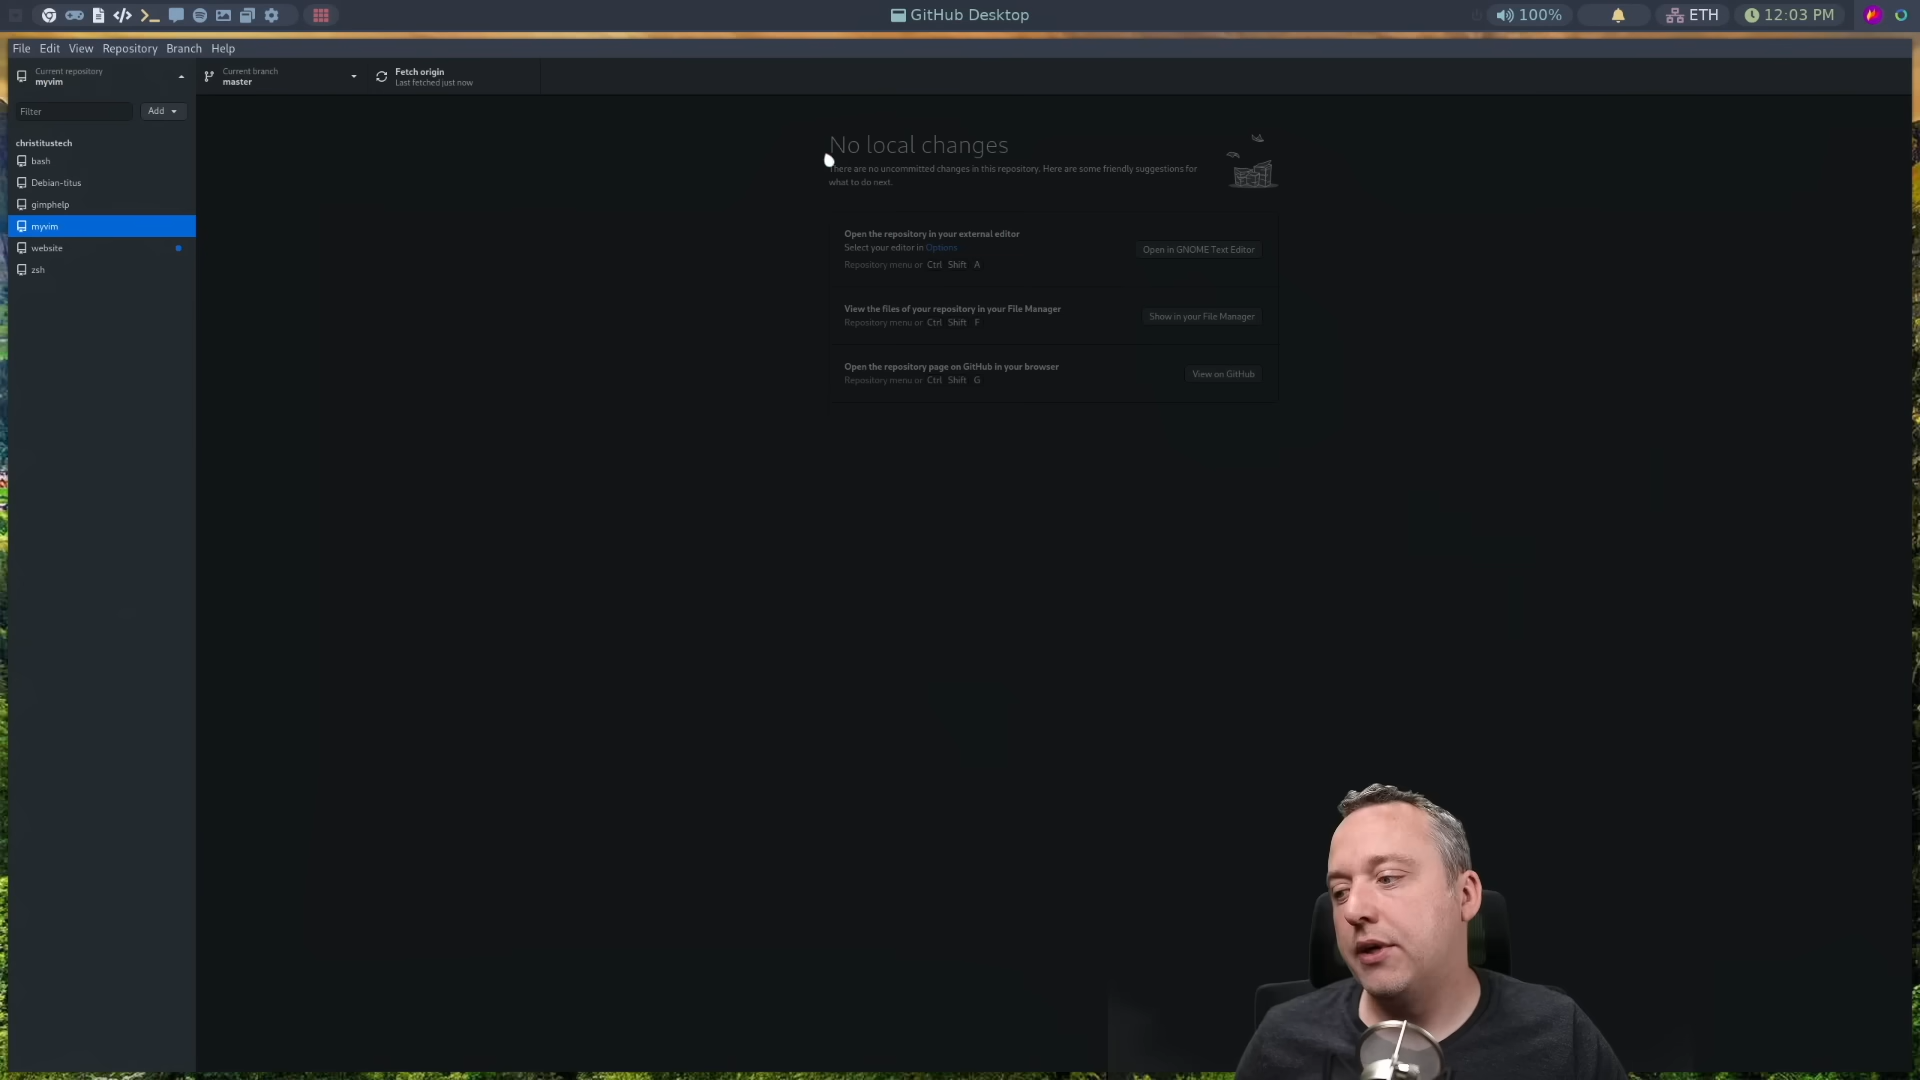 GitHub Desktop
100%
ETH
12:03 PM
File Edit View Repository Branch Help
Current repository
myvim
Current branch
master
Fetch origin
Last fetched just now
Filter
Add
christitustech
bash
Debian-titus
gimphelp
myvim
website
zsh
No local changes
There are no uncommitted changes in this repository. Here are some friendly suggestions for
what to do next.
Open the repository in your external editor
Select your editor in Options
Repository menu or Ctrl Shift A
Open in GNOME Text Editor
View the files of your repository in your File Manager
Repository menu or Ctrl Shift F
Show in your File Manager
Open the repository page on GitHub in your browser
Repository menu or Ctrl Shift G
View on GitHub